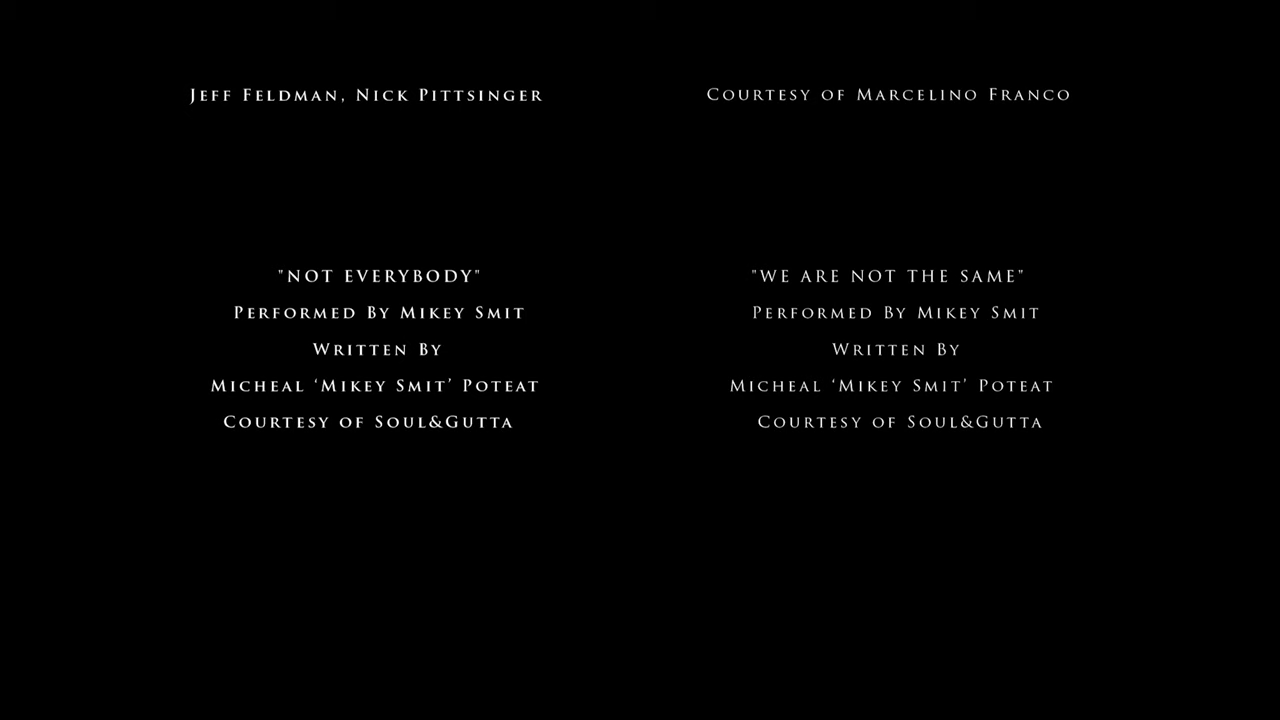 Jeff Feldman, Nick Pittsinger
Courtesy of Marcelino Franco
"NOT EVERYBODY"
Performed By Mikey Smit
Written By
Micheal ‘Mikey Smit’ Poteat
Courtesy of Soul&Gutta
"WE ARE NOT THE SAME"
Performed By Mikey Smit
Written By
Micheal ‘Mikey Smit’ Poteat
Courtesy of Soul&Gutta